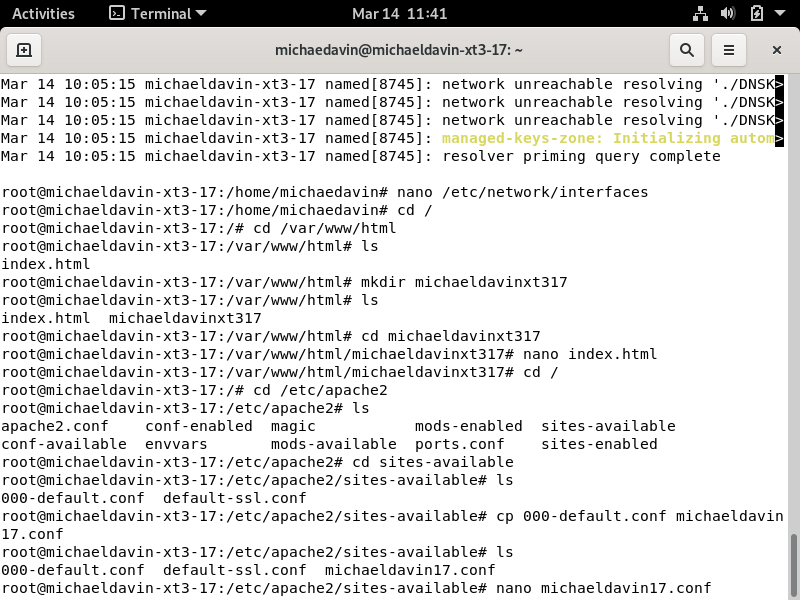 Activities Terminal Mar 14 11:41
michaedavin@michaeldavin-xt3-17: ~
Mar 14 10:05:15 michaeldavin-xt3-17 named[8745]: network unreachable resolving './DNSK>
Mar 14 10:05:15 michaeldavin-xt3-17 named[8745]: network unreachable resolving './DNSK>
Mar 14 10:05:15 michaeldavin-xt3-17 named[8745]: network unreachable resolving './DNSK>
Mar 14 10:05:15 michaeldavin-xt3-17 named[8745]: managed-keys-zone: Initializing autom>
Mar 14 10:05:15 michaeldavin-xt3-17 named[8745]: resolver priming query complete
root@michaeldavin-xt3-17:/home/michaedavin# nano /etc/network/interfaces
root@michaeldavin-xt3-17:/home/michaedavin# cd /
root@michaeldavin-xt3-17:/# cd /var/www/html
root@michaeldavin-xt3-17:/var/www/html# ls
index.html
root@michaeldavin-xt3-17:/var/www/html# mkdir michaeldavinxt317
root@michaeldavin-xt3-17:/var/www/html# ls
index.html  michaeldavinxt317
root@michaeldavin-xt3-17:/var/www/html# cd michaeldavinxt317
root@michaeldavin-xt3-17:/var/www/html/michaeldavinxt317# nano index.html
root@michaeldavin-xt3-17:/var/www/html/michaeldavinxt317# cd /
root@michaeldavin-xt3-17:/# cd /etc/apache2
root@michaeldavin-xt3-17:/etc/apache2# ls
apache2.conf    conf-enabled  magic           mods-enabled  sites-available
conf-available  envvars       mods-available  ports.conf    sites-enabled
root@michaeldavin-xt3-17:/etc/apache2# cd sites-available
root@michaeldavin-xt3-17:/etc/apache2/sites-available# ls
000-default.conf  default-ssl.conf
root@michaeldavin-xt3-17:/etc/apache2/sites-available# cp 000-default.conf michaeldavin
17.conf
root@michaeldavin-xt3-17:/etc/apache2/sites-available# ls
000-default.conf  default-ssl.conf  michaeldavin17.conf
root@michaeldavin-xt3-17:/etc/apache2/sites-available# nano michaeldavin17.conf